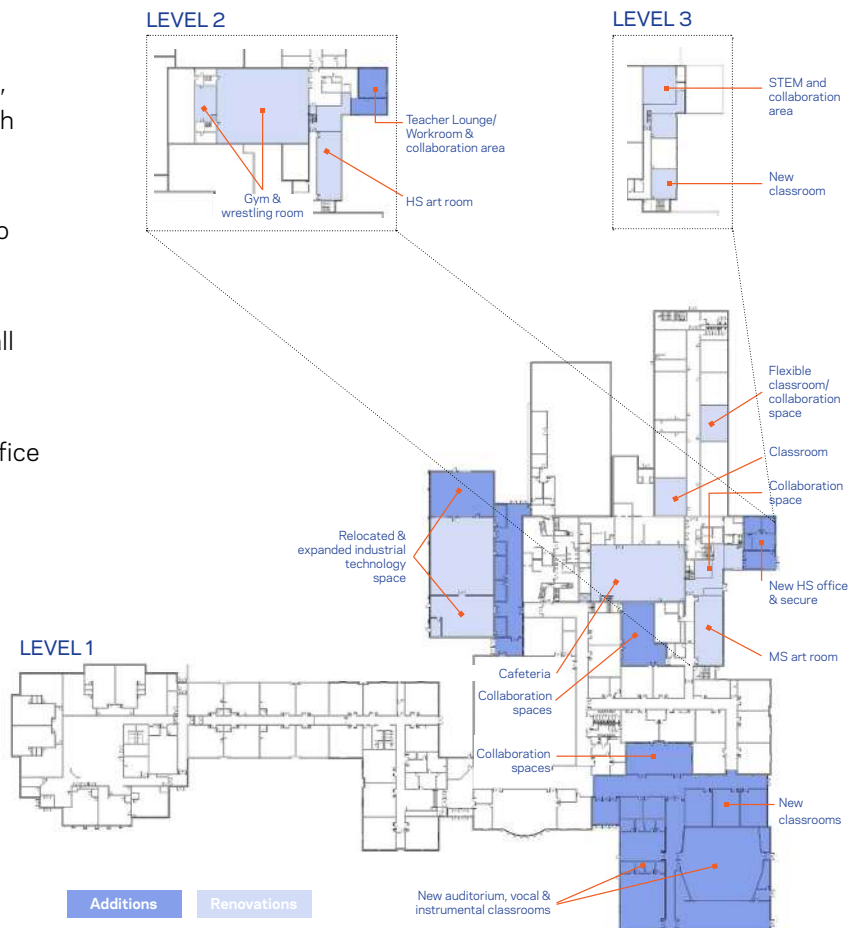 ,
h
o
all
fice
LEVEL 2
Teacher Lounge/
Workroom &
collaboration area
Gym &
wrestling room
HS art room
LEVEL 3
STEM and
collaboration
area
New
classroom
Flexible
classroom/
collaboration
space
Classroom
Collaboration
space
Relocated &
expanded industrial
technology
space
New HS office
& secure
LEVEL 1
MS art room
Cafeteria
Collaboration
spaces
Collaboration
spaces
New
classrooms
New auditorium, vocal &
instrumental classrooms
Additions
Renovations